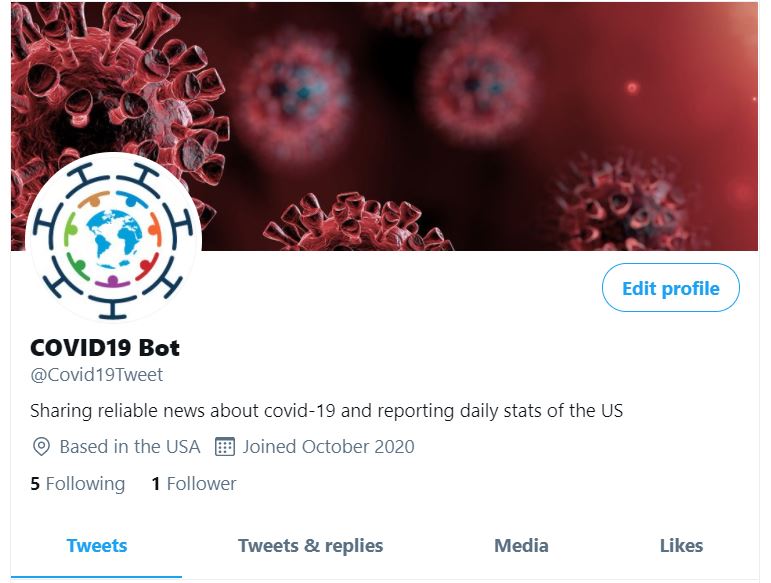 Edit profile
COVID19 Bot
@Covid19Tweet
Sharing reliable news about covid-19 and reporting daily stats of the US
Based in the USA Joined October 2020
5 Following 1 Follower
Tweets Tweets & replies Media Likes